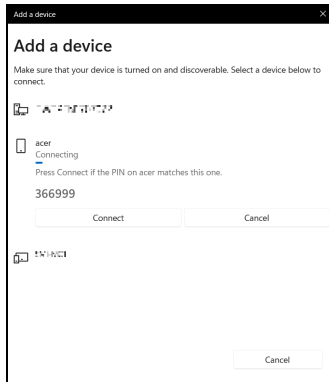 Add a device
Add a device
Make sure that your device is turned on and discoverable. Select a device below to
connect.
acer
Connecting
Press Connect if the PIN on acer matches this one.
366999
Connect Cancel
Cancel